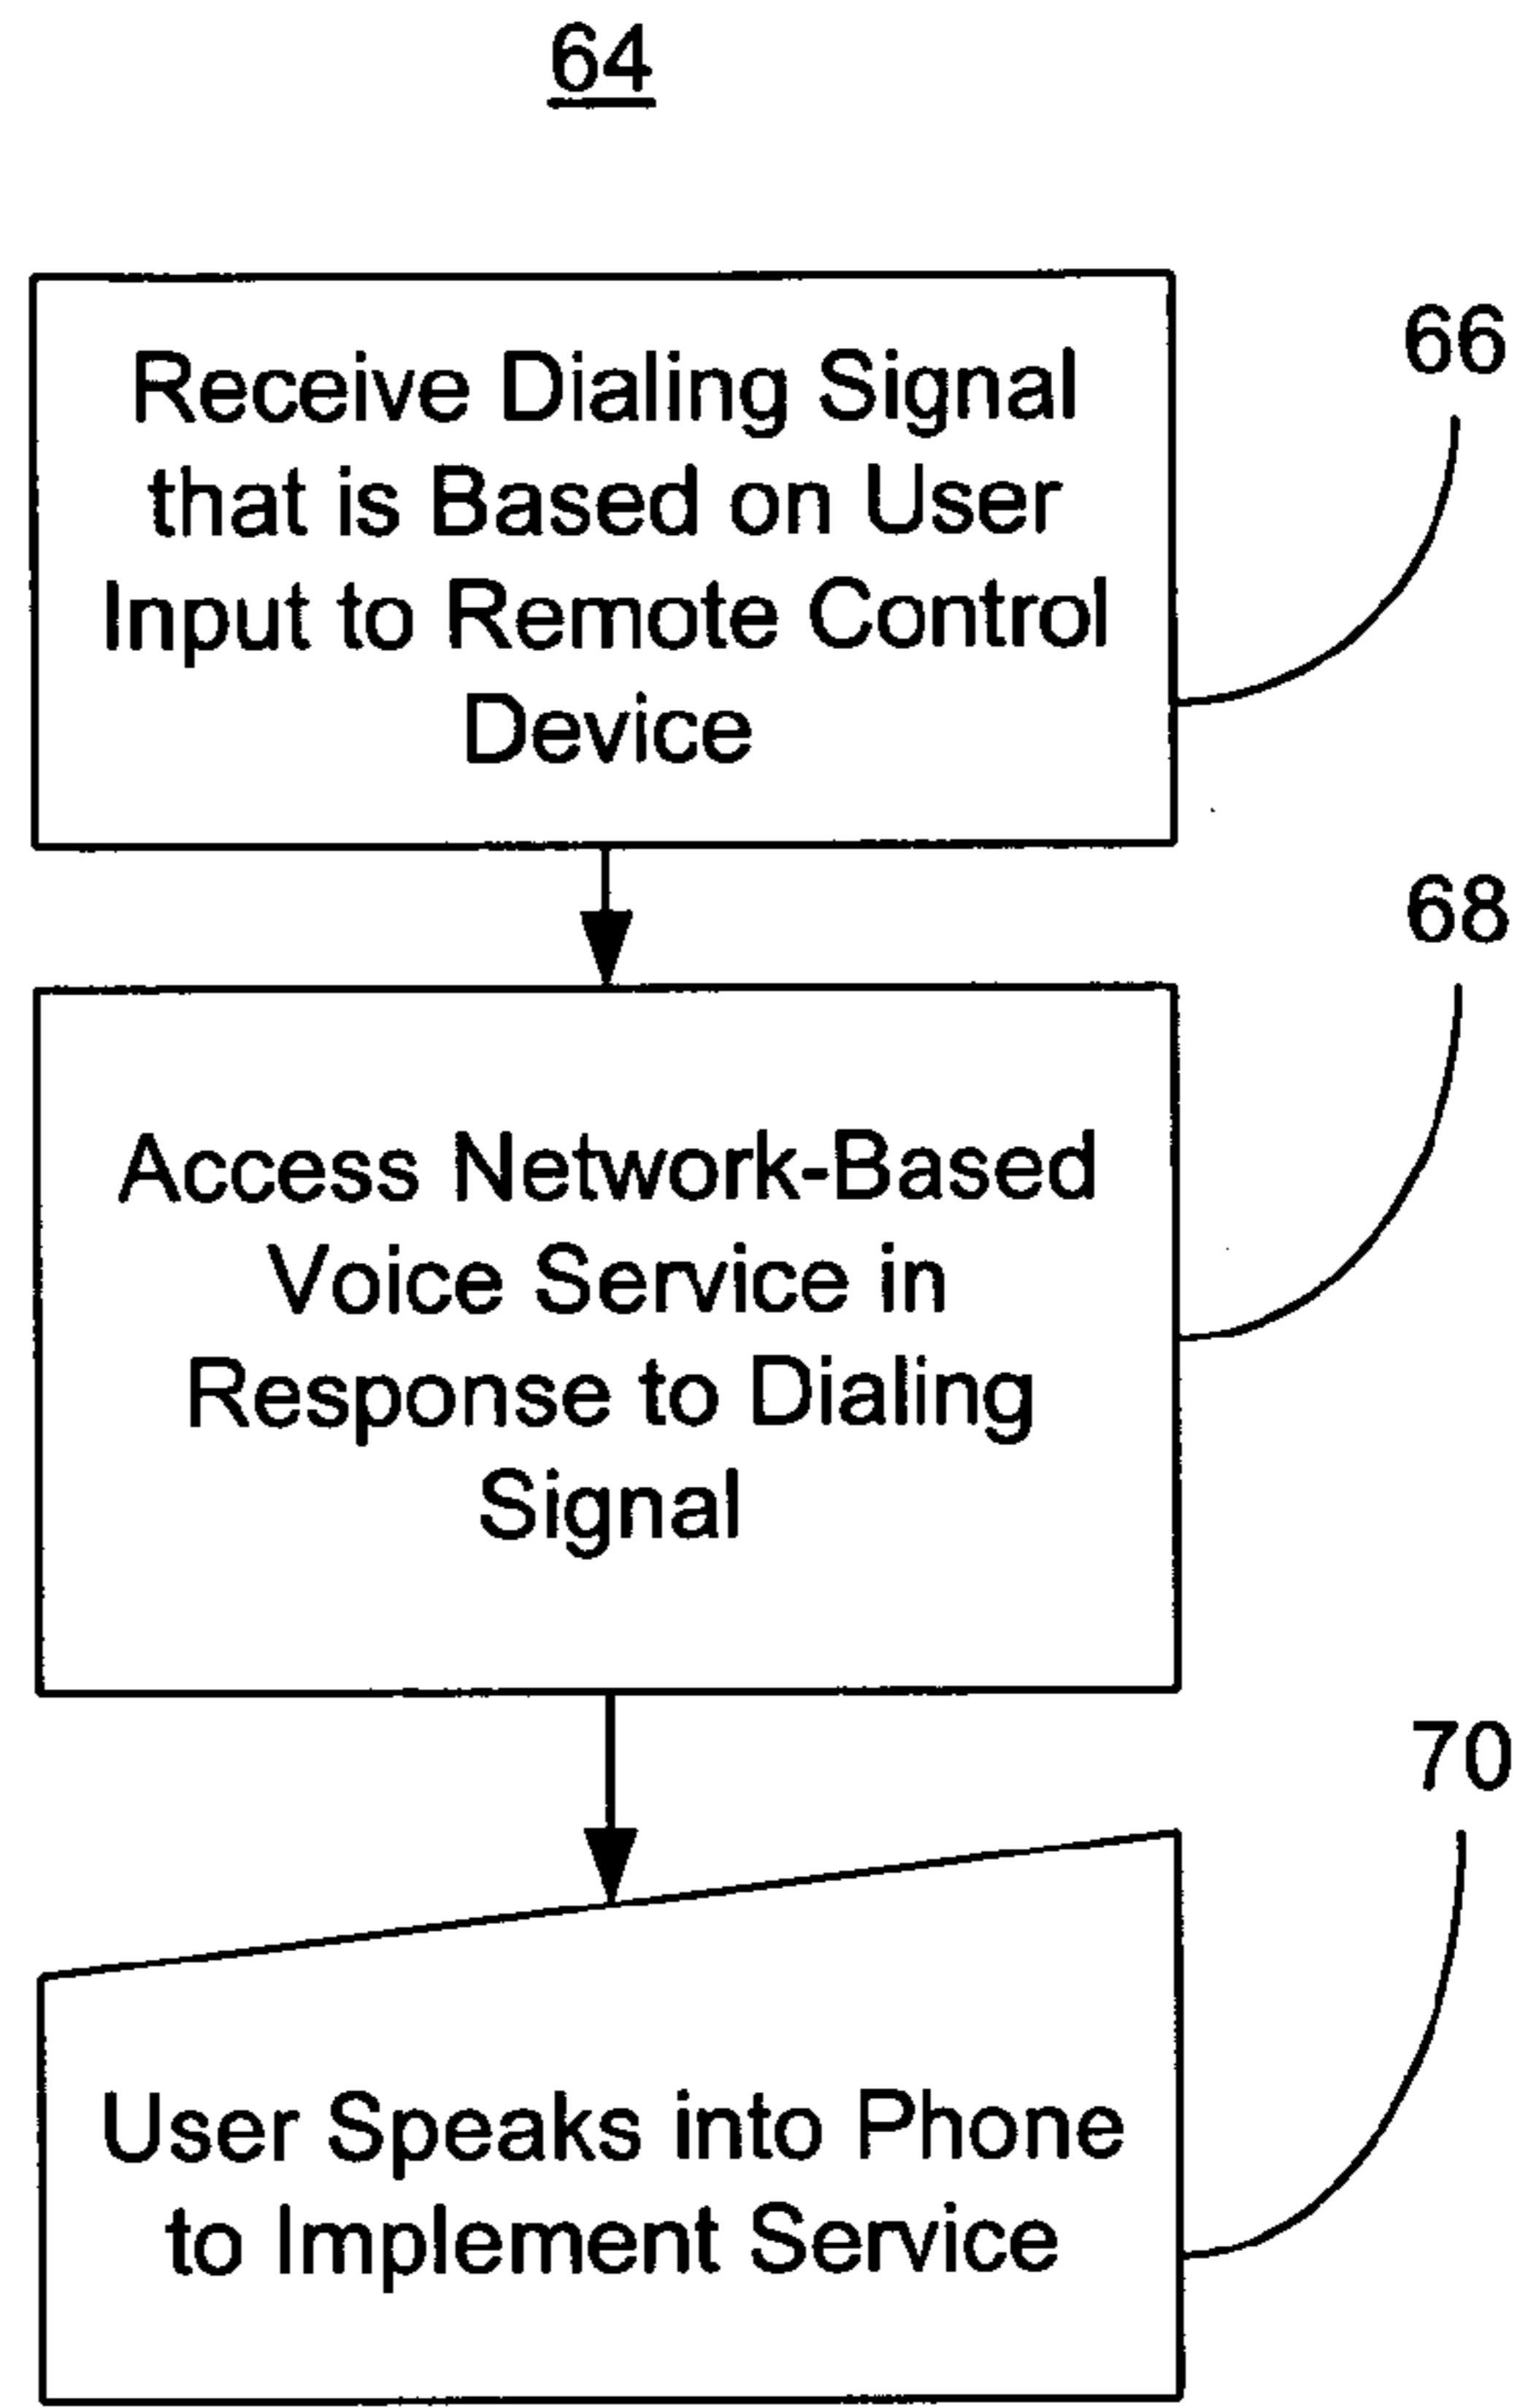 64
Receive Dialing Signal
that is Based on User
Input to Remote Control
Device
66
Access Network-Based
Voice Service in
Response to Dialing
Signal
68
User Speaks into Phone
to Implement Service
70